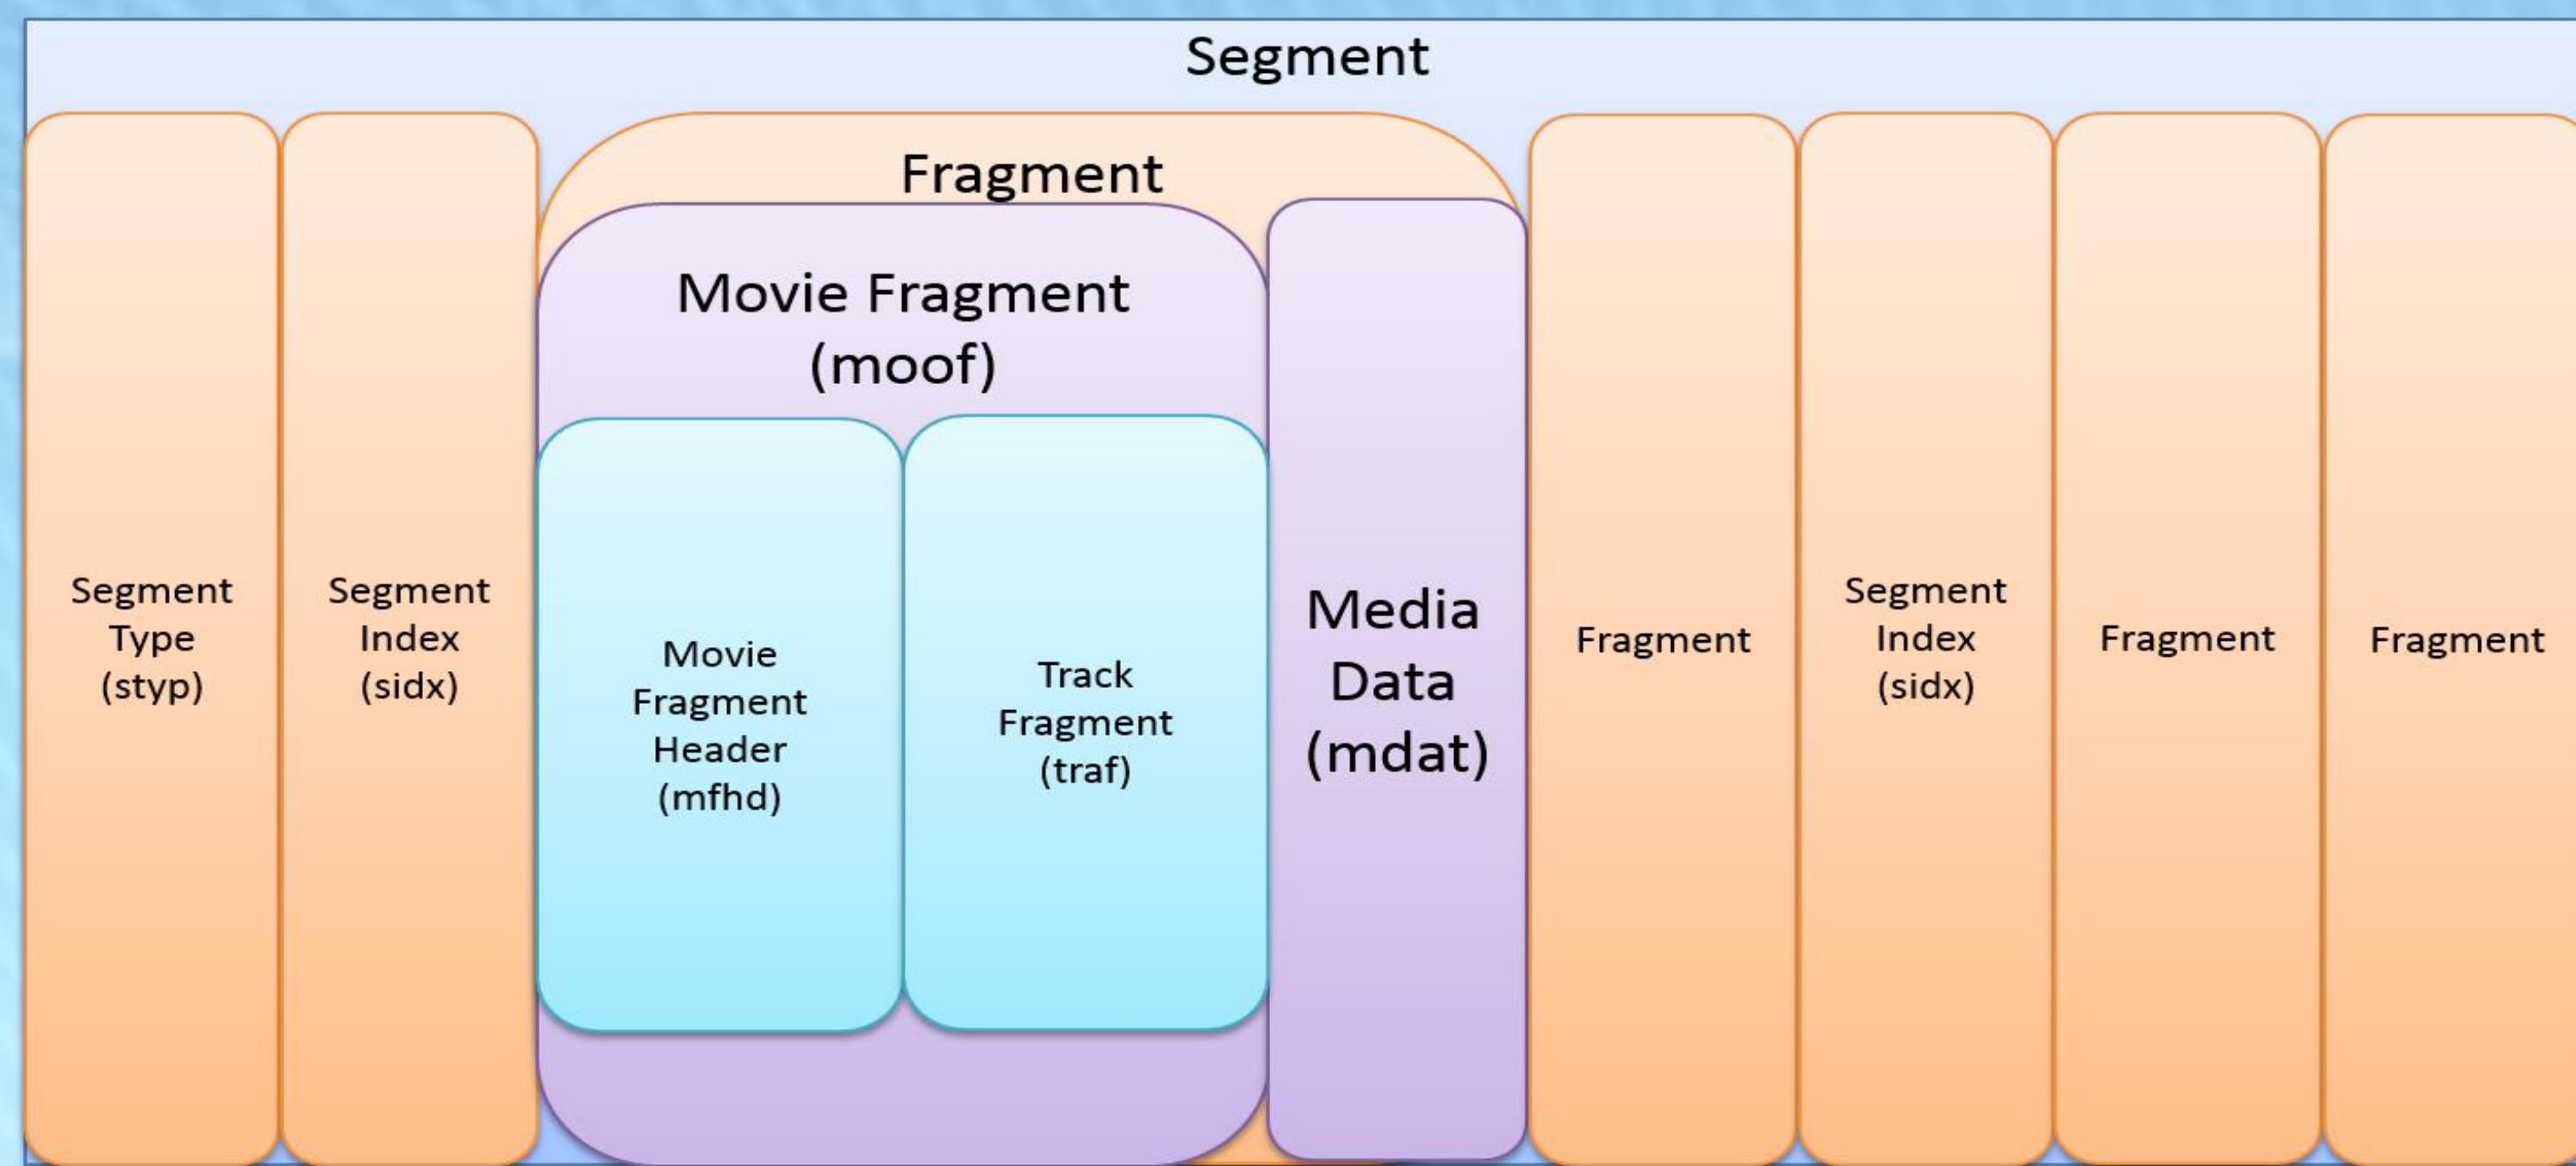 Segment
Segment
Type
(styp)
Segment
Index
(sidx)
Fragment
Movie Fragment
(moof)
Movie
Fragment
Header
(mfhd)
Track
Fragment
(traf)
Media
Data
(mdat)
Fragment
Segment
Index
(sidx)
Fragment
Fragment